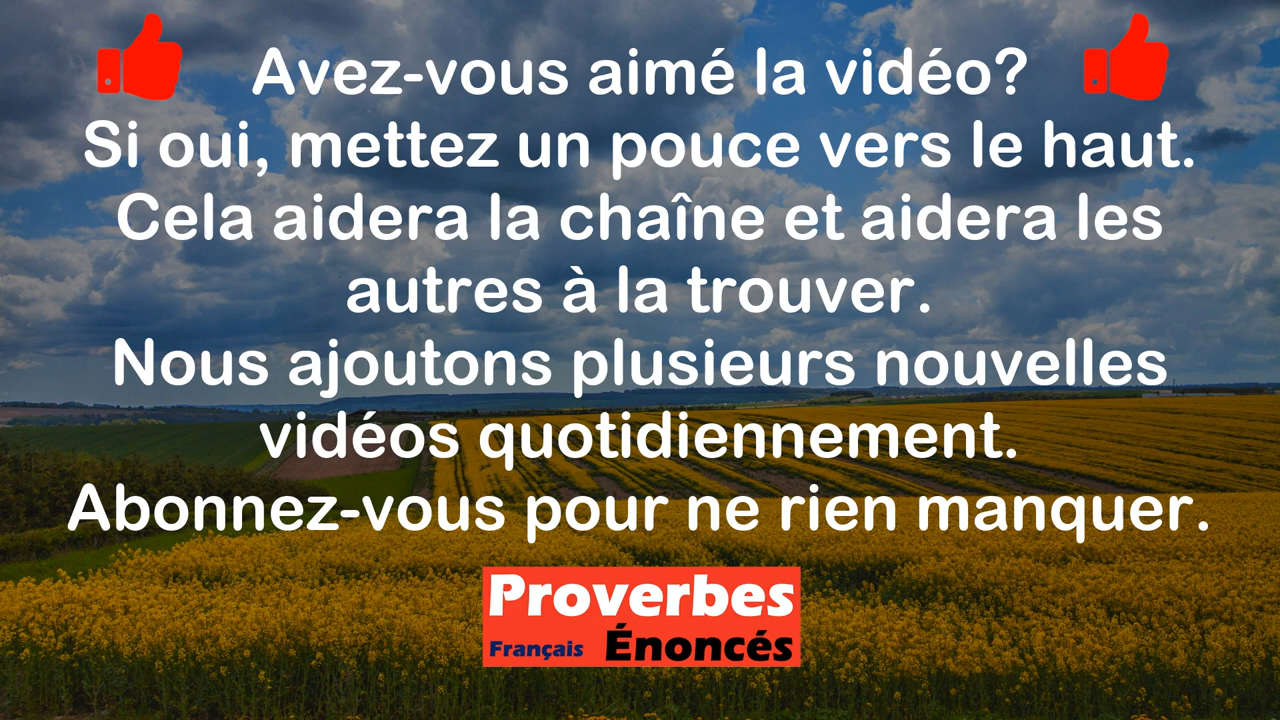 Avez-vous aimé la vidéo?
Si oui, mettez un pouce vers le haut.
Cela aidera la chaîne et aidera les
autres à la trouver.
Nous ajoutons plusieurs nouvelles
vidéos quotidiennement.
Abonnez-vous pour ne rien manquer.
Proverbes
Français Énoncés